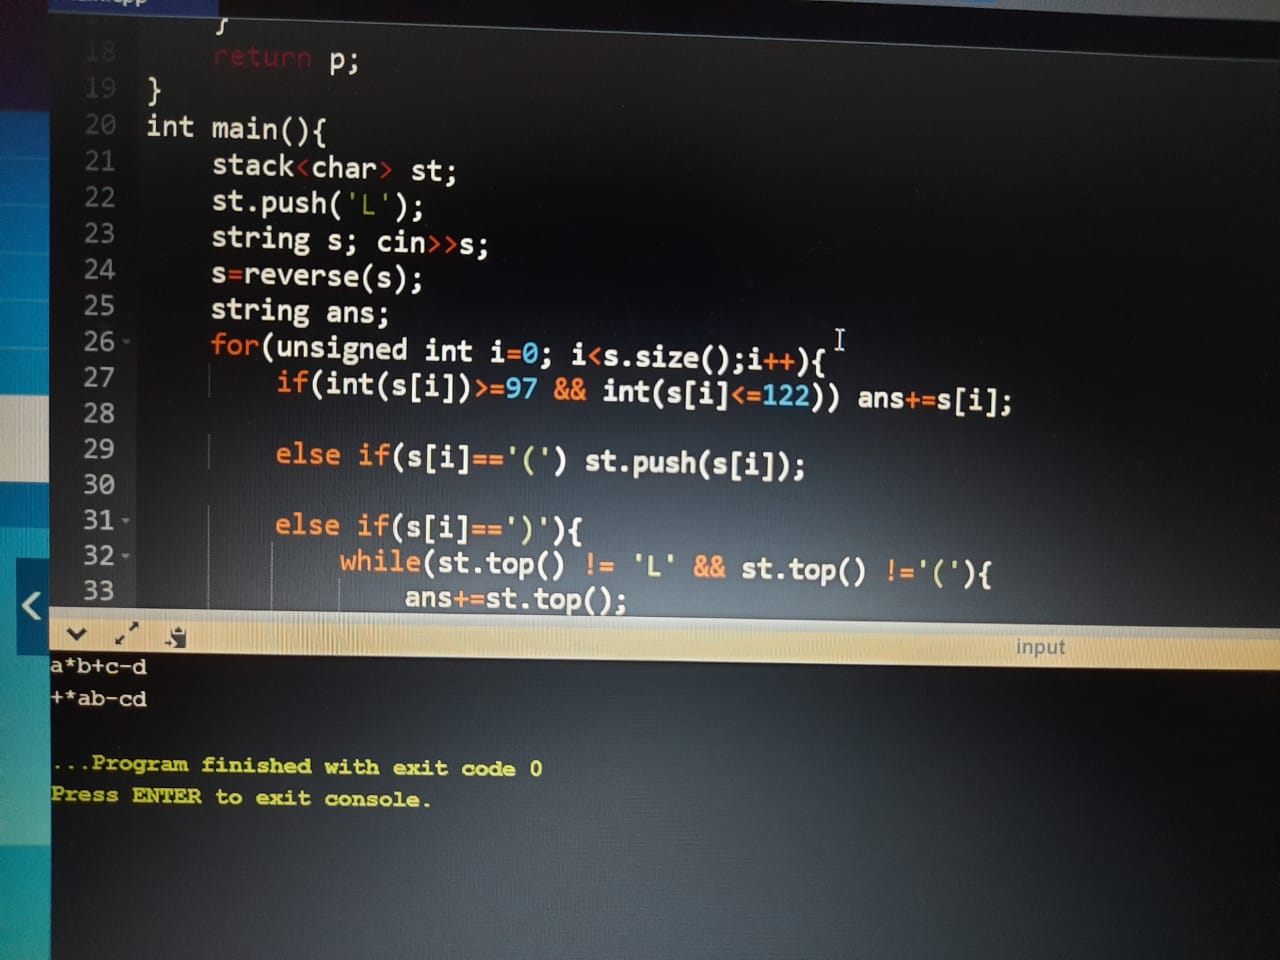 }
18 return p;
19 }
20 int main(){
21 stack<char> st;
22 st.push('L');
23 string s; cin>>s;
24 s=reverse(s);
25 string ans;
26 for(unsigned int i=0; i<s.size();i++){
27 if(int(s[i])>=97 && int(s[i]<=122)) ans+=s[i];
28
29 else if(s[i]=='(') st.push(s[i]);
30
31 else if(s[i]==')'){
32 while(st.top() != 'L' && st.top() !='('){
33 ans+=st.top();
input
a*b+c-d
+*ab-cd
...Program finished with exit code 0
Press ENTER to exit console.